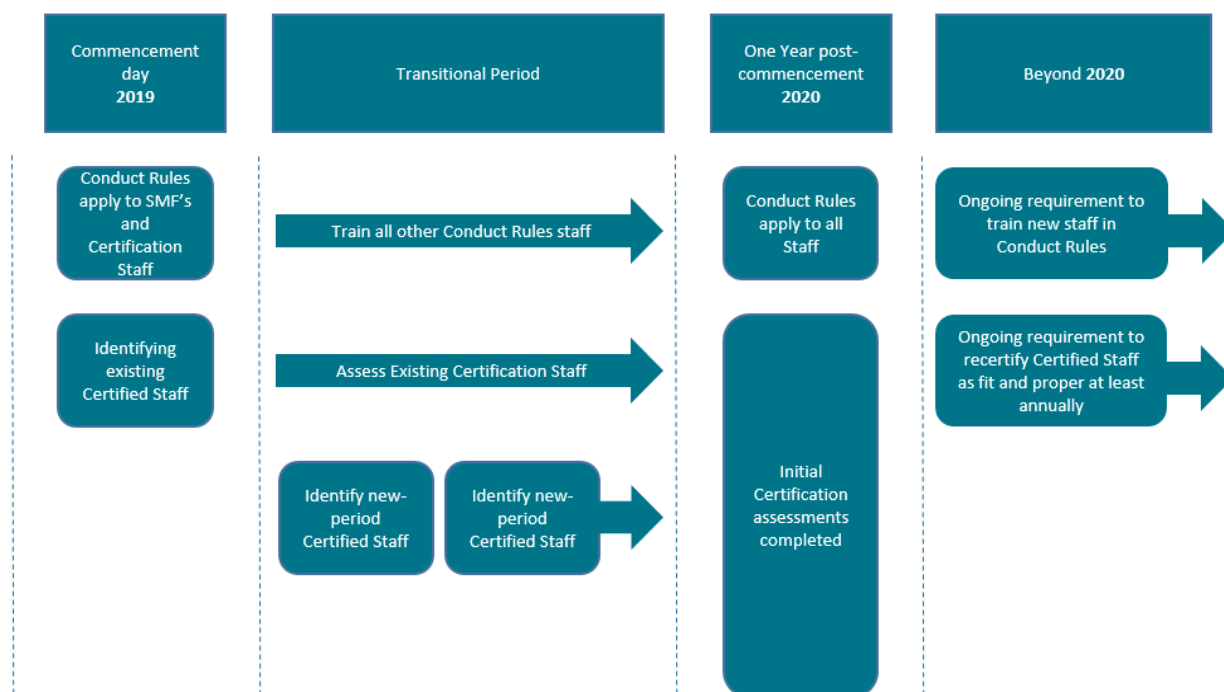 Commencement
day
2019
Transitional Period
One Year post-
commencement
2020
Beyond 2020
Conduct Rules
apply to SMF's
and
Certification
Staff
Train all other Conduct Rules staff
Conduct Rules
apply to all
Staff
Ongoing requirement to
train new staff in
Conduct Rules
Identifying
existing
Certified Staff
Assess Existing Certification Staff
Initial
Certification
assessments
completed
Ongoing requirement to
recertify Certified Staff
as fit and proper at least
annually
Identify new-
period
Certified Staff
Identify new-
period
Certified Staff